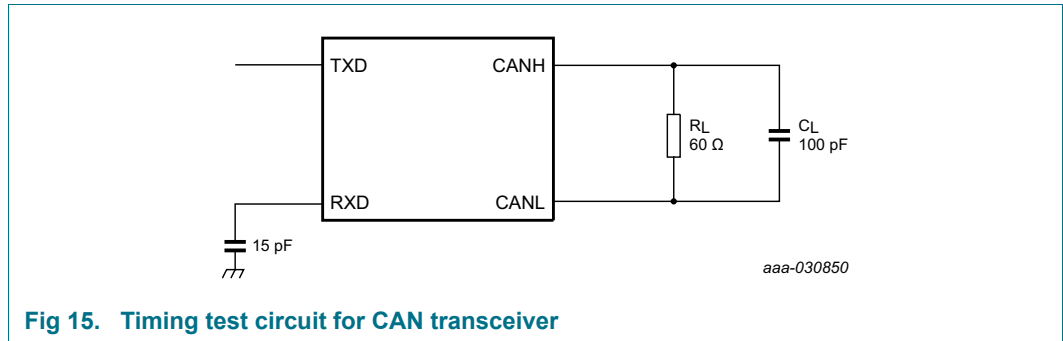 TXD
CANH
RL
60 Ω
CL
100 pF
RXD
CANL
15 pF
aaa-030850
Fig 15. Timing test circuit for CAN transceiver